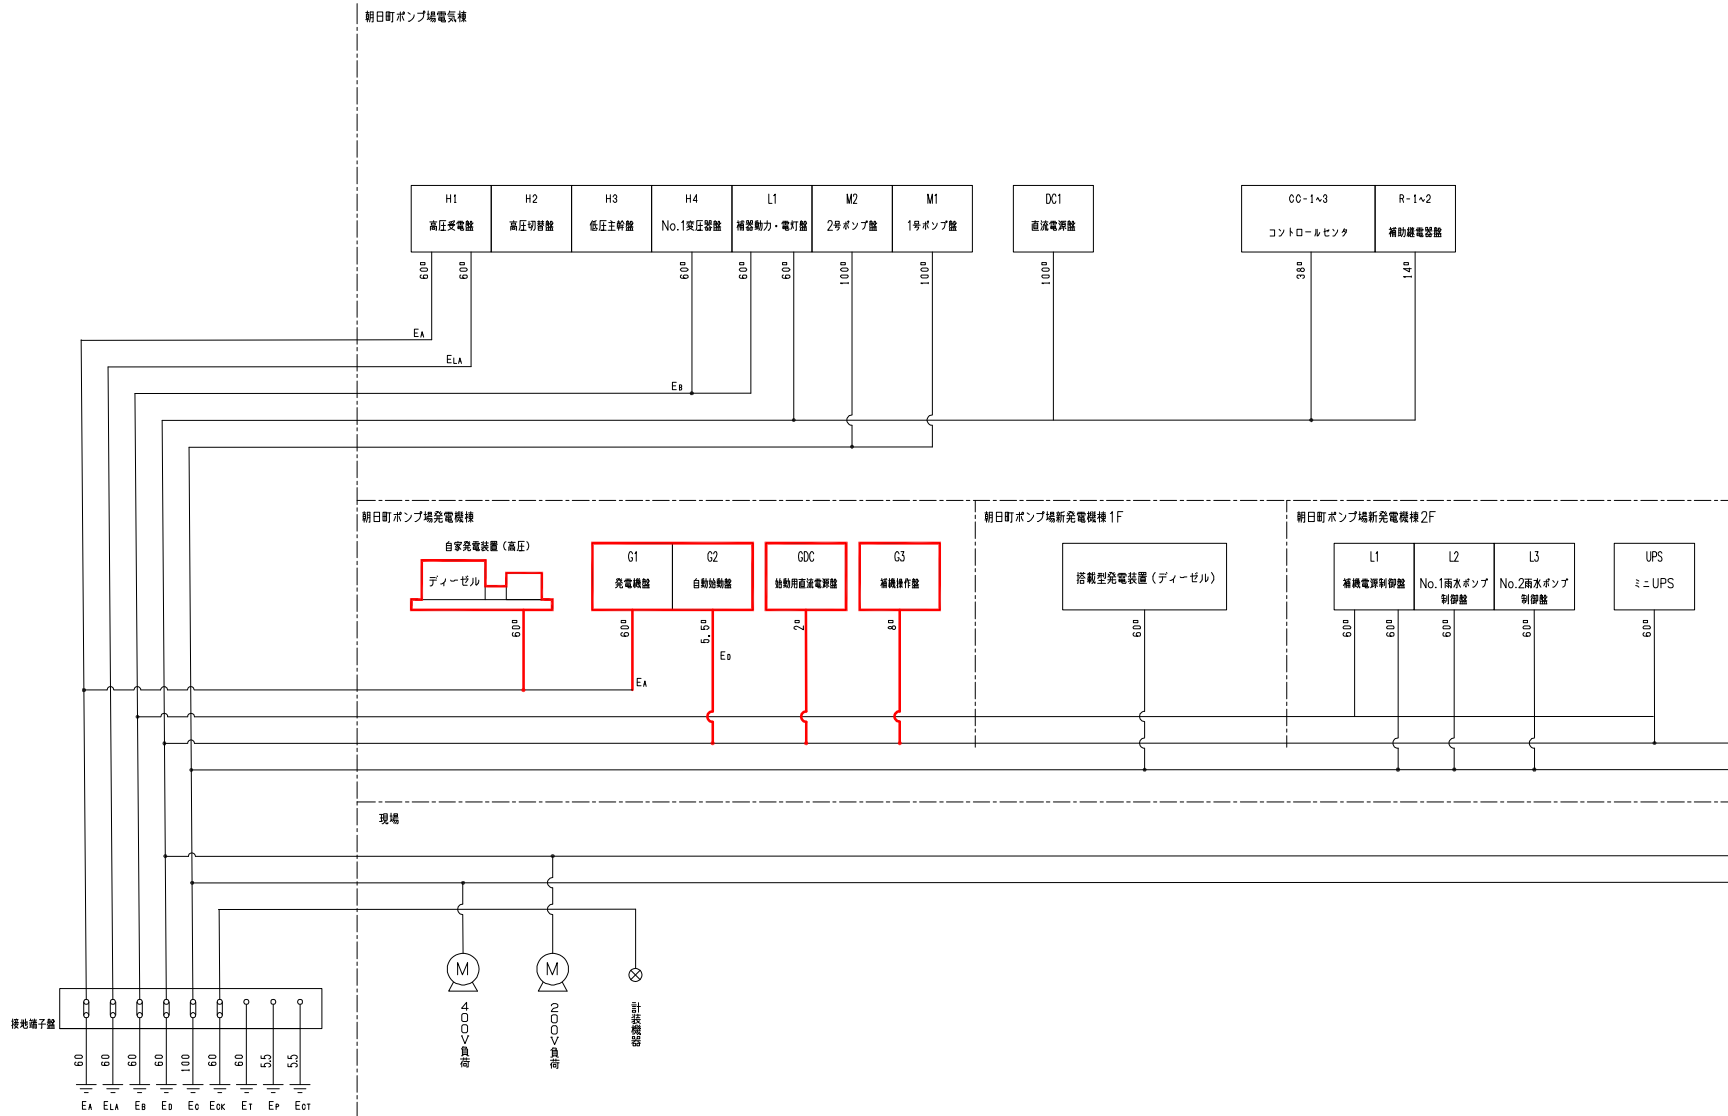 朝日町ポンプ場電気棟
H1
高圧受電盤
H2
高圧切替盤
H3
低圧主幹盤
H4
No.1変圧器盤
L1
補器動力・電灯盤
M2
2号ポンプ盤
M1
1号ポンプ盤
DC1
直流電源盤
CC-1~3
コントロールセンタ
R-1~2
補助継電器盤
60□
60□
60□
60□
60□
100□
100□
100□
38□
14□
EA
ELA
EB
朝日町ポンプ場発電機棟
朝日町ポンプ場新発電機棟1F
朝日町ポンプ場新発電機棟2F
自家発電装置(高圧)
ディーゼル
G1
発電機盤
G2
自動始動盤
GDC
始動用直流電源盤
G3
補機操作盤
搭載型発電装置(ディーゼル)
L1
補機電源制御盤
L2
No.1雨水ポンプ
制御盤
L3
No.2雨水ポンプ
制御盤
UPS
ミニUPS
60□
60□
5.5□
2□
8□
60□
60□
60□
60□
60□
60□
ED
EA
現場
M
M
400V負荷
200V負荷
計装機器
接地端子盤
60
60
60
60
100
60
60
5.5
5.5
EA
ELA
EB
ED
EC
ECK
ET
EP
ECT